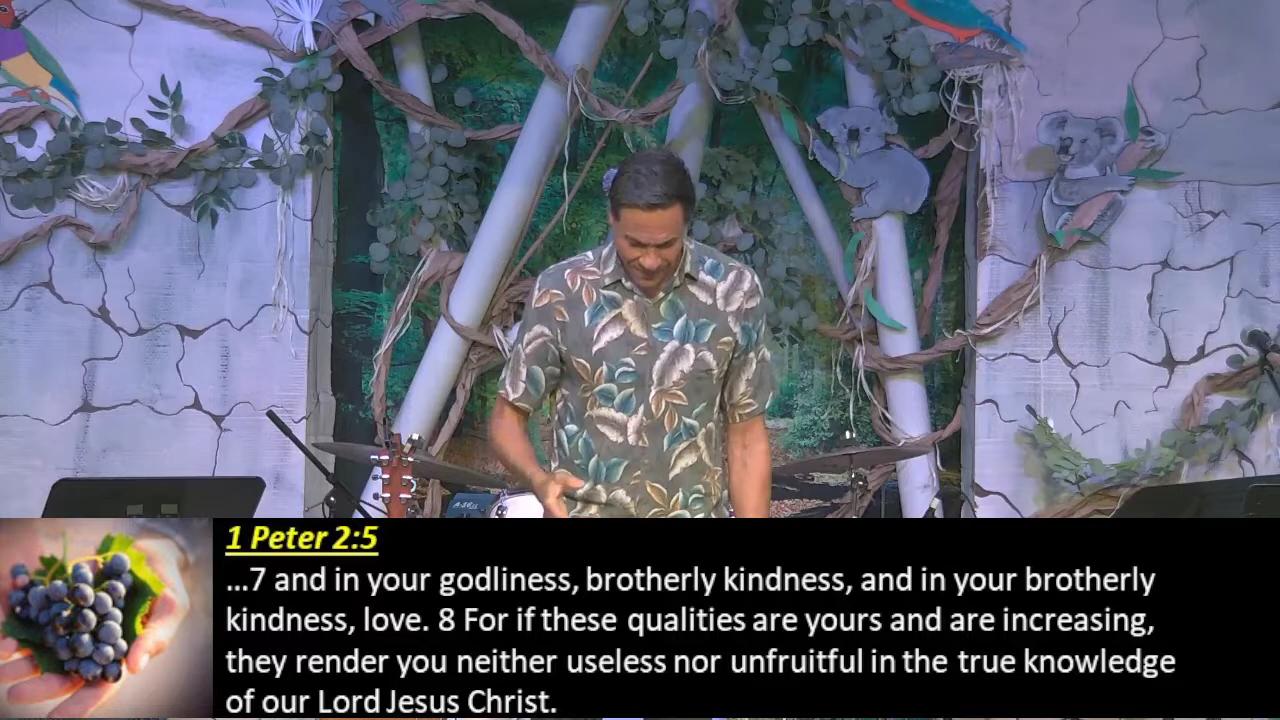 1 Peter 2:5
...7 and in your godliness, brotherly kindness, and in your brotherly
kindness, love. 8 For if these qualities are yours and are increasing,
they render you neither useless nor unfruitful in the true knowledge
of our Lord Jesus Christ.